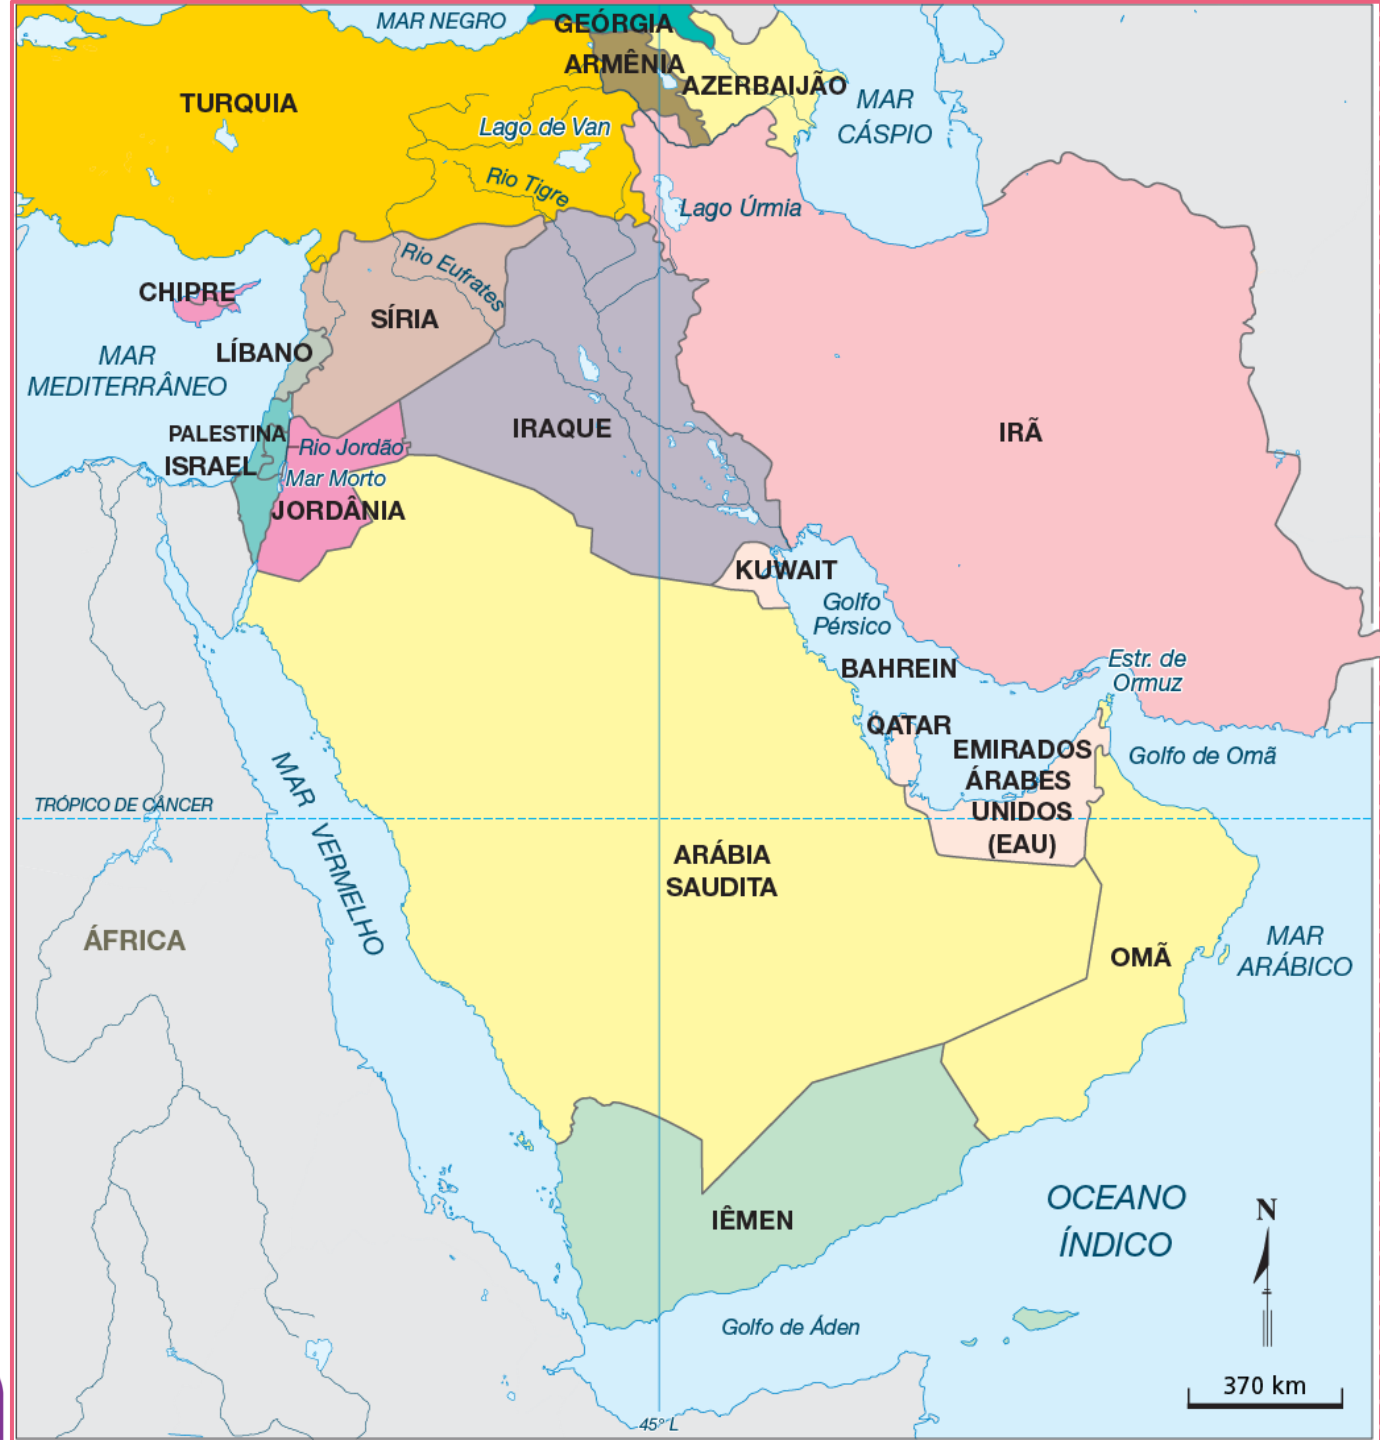 MAR NEGRO
GEÓRGIA
ARMÊNIA
AZERBAIJÃO
TURQUIA
MAR
CÁSPIO
Lago de Van
Rio Tigre
Lago Úrmia
Rio Eufrates
CHIPRE
SÍRIA
LÍBANO
MAR
MEDITERRÂNEO
PALESTINA
ISRAEL
Rio Jordão
Mar Morto
JORDÂNIA
IRAQUE
IRÃ
KUWAIT
Golfo
Pérsico
BAHREIN
Estr. de
Ormuz
QATAR
EMIRADOS
ÁRABES
UNIDOS
(EAU)
Golfo de Omã
TRÓPICO DE CÂNCER
MAR VERMELHO
ARÁBIA
SAUDITA
ÁFRICA
OMÃ
MAR
ARÁBICO
IÊMEN
OCEANO
ÍNDICO
N
Golfo de Áden
370 km
45° L